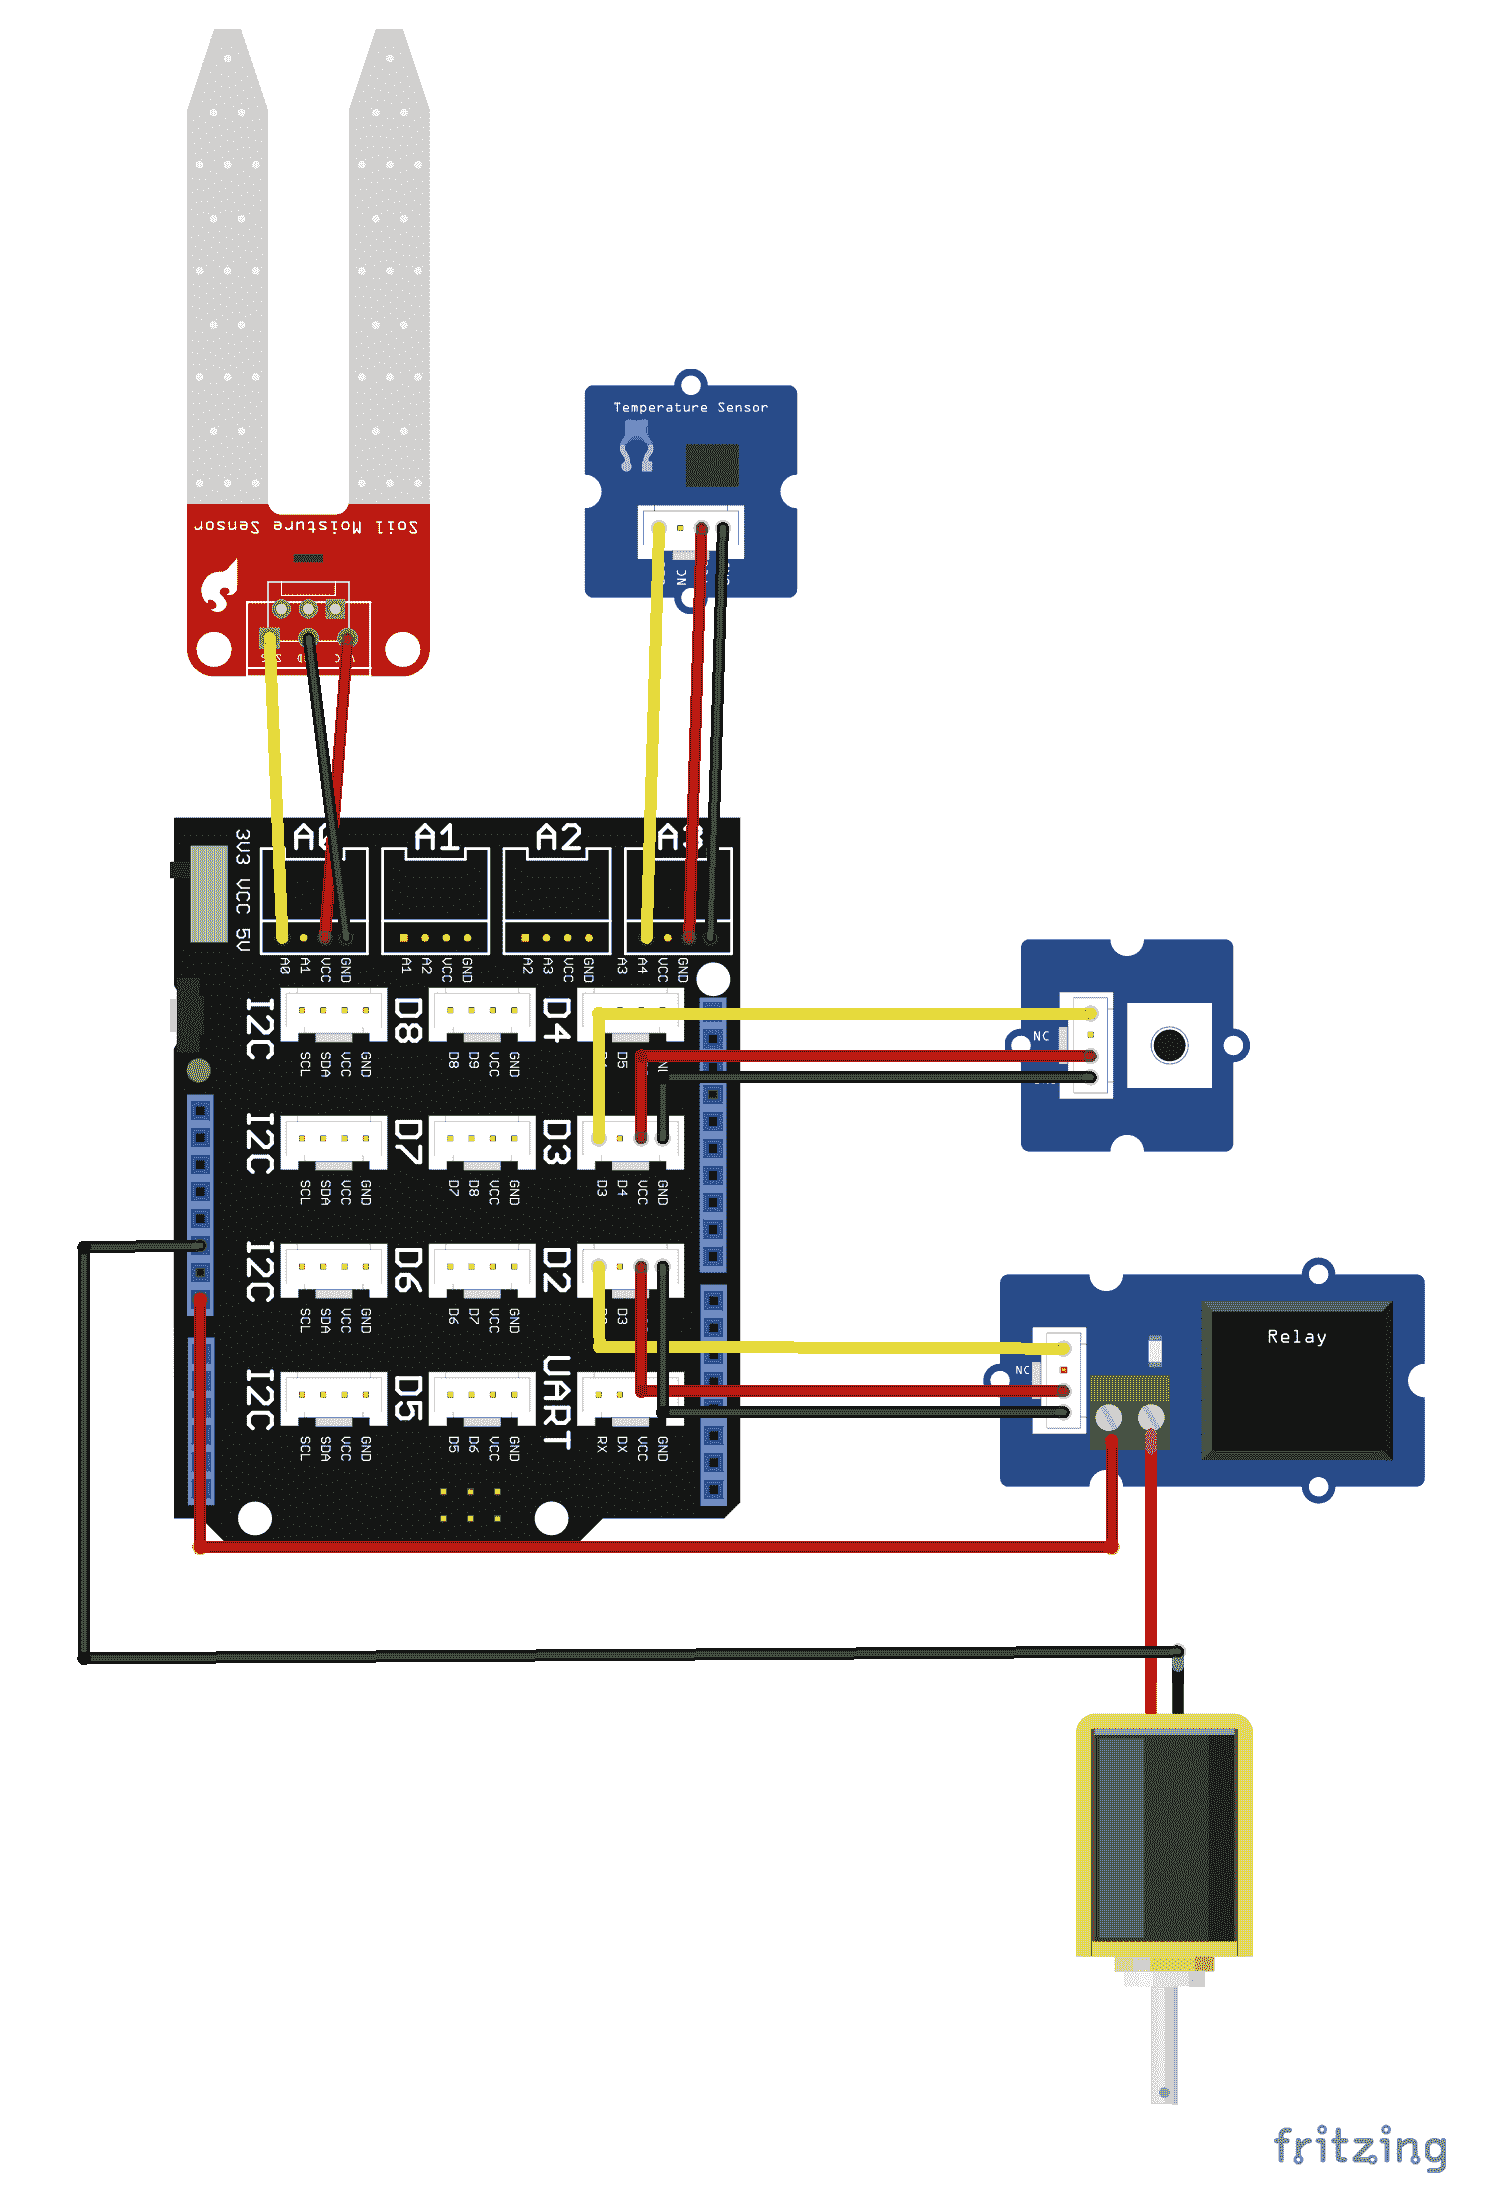 Temperature Sensor
NC
Soil Moisture Sensor
3V3 VCC 5V
A1
A2
A0
A1
VCC
GND
A1
A2
VCC
GND
A2
A3
VCC
GND
A3
A4
VCC
GND
I2C
D8
D4
SCL
SDA
VCC
GND
D8
D9
VCC
GND
D5
NC
I2C
D7
D3
SCL
SDA
VCC
GND
D7
D8
VCC
GND
D3
D4
VCC
GND
I2C
D6
D2
SCL
SDA
VCC
GND
D6
D7
VCC
GND
D3
Relay
NC
I2C
D5
UART
SCL
SDA
VCC
GND
D5
D6
VCC
GND
RX
DX
VCC
GND
fritzing